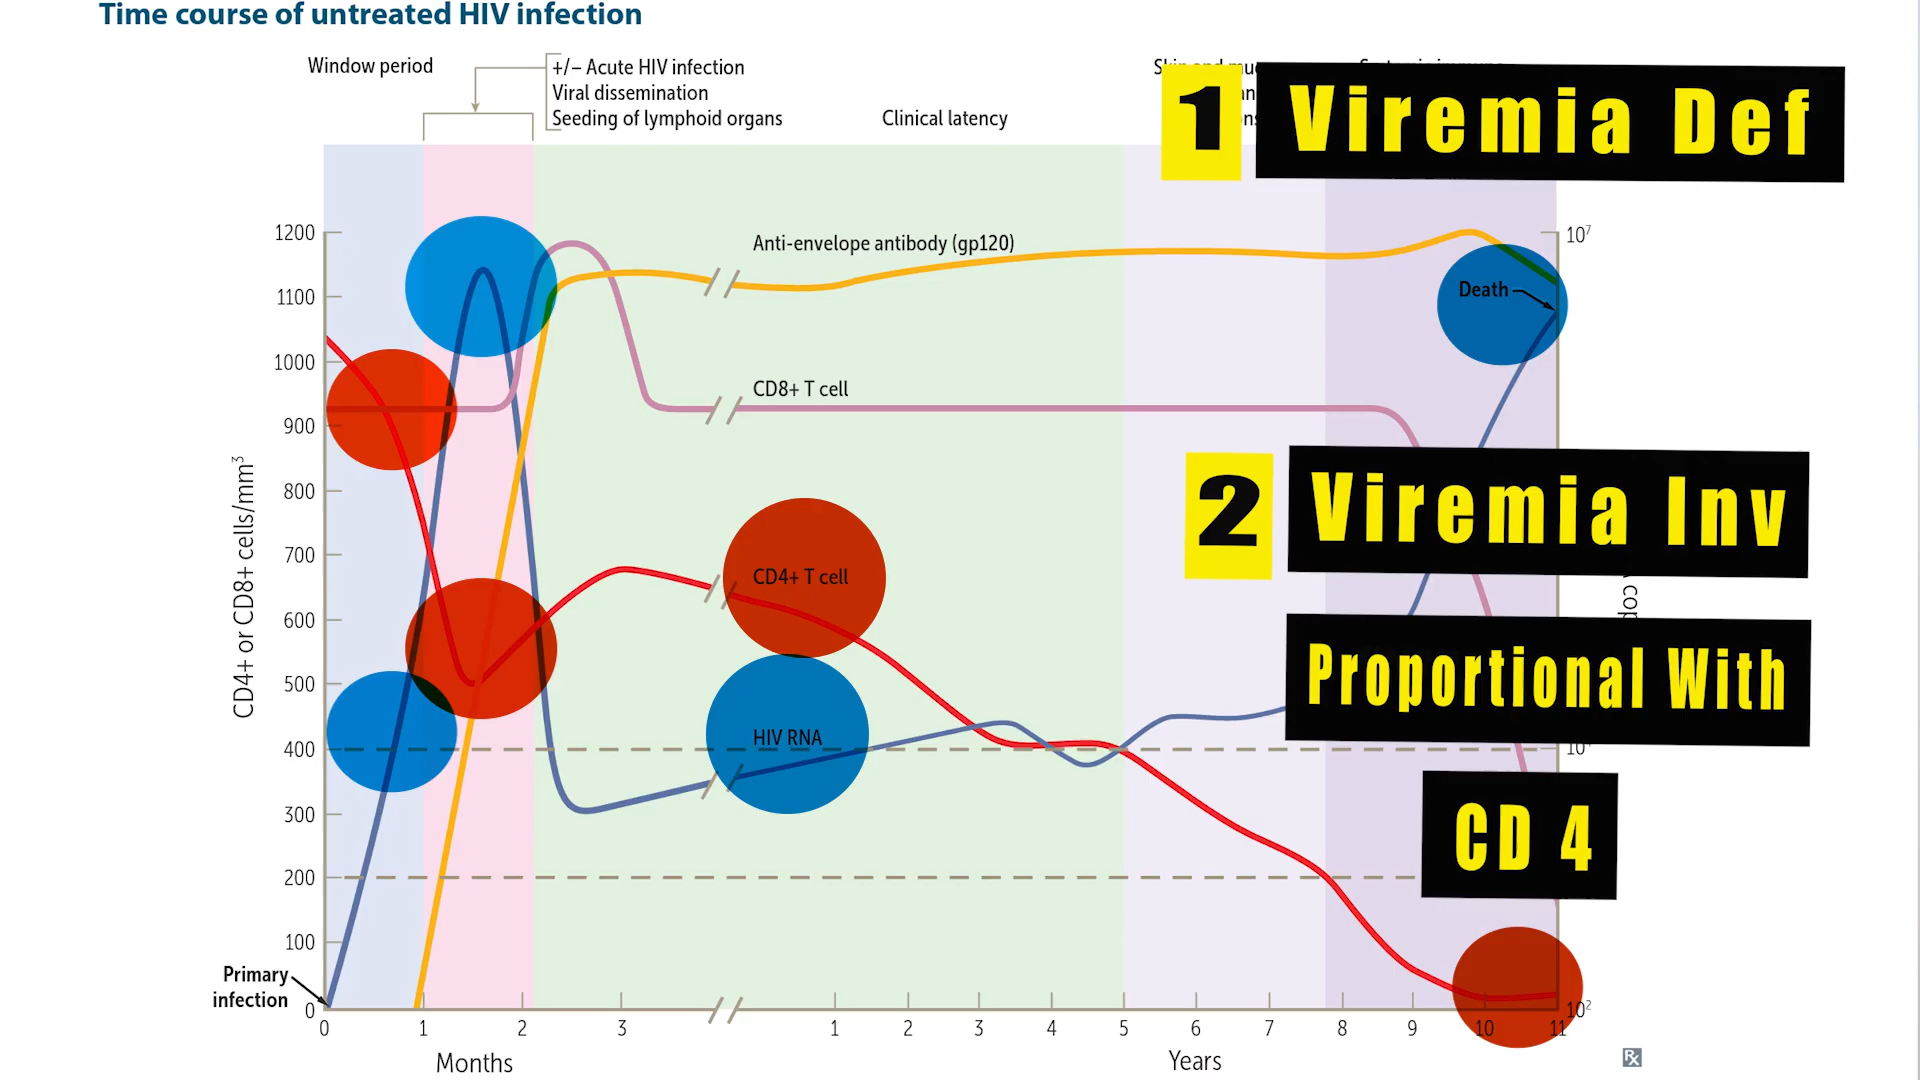 Time course of untreated HIV infection
Window period
+/– Acute HIV infection
Viral dissemination
Seeding of lymphoid organs
Clinical latency
1 Viremia Def
1200
1100
1000
900
800
700
600
500
400
300
200
100
0
CD4+ or CD8+ cells/mm³
10⁷
Anti-envelope antibody (gp120)
Death
CD8+ T cell
2 Viremia Inv
CD4+ T cell
Proportional With
HIV RNA
CD 4
10²
Primary
infection
0 1 2 3 1 2 3 4 5 6 7 8 9 10 11
Months Years
Rx